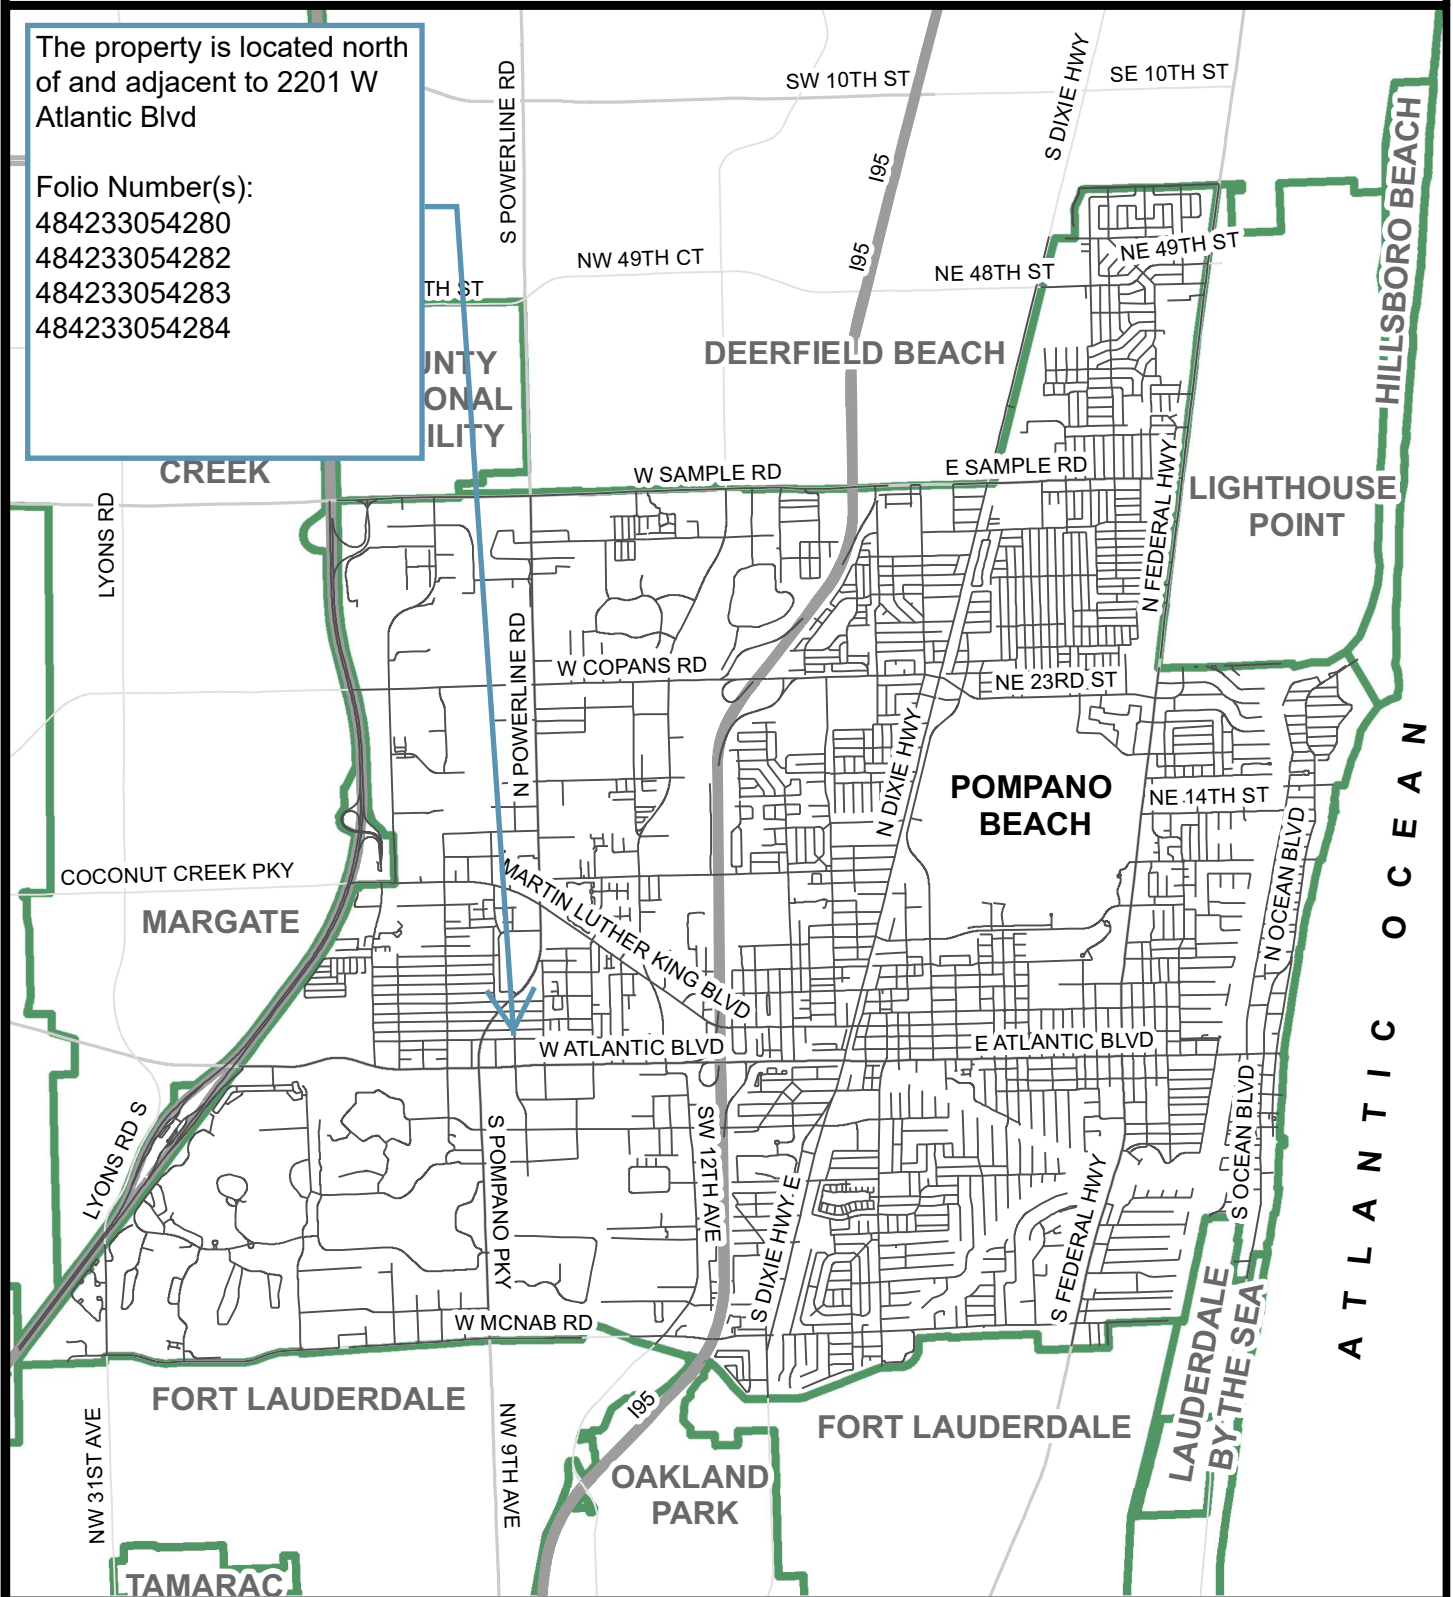 The property is located north
of and adjacent to 2201 W
Atlantic Blvd
Folio Number(s):
484233054280
484233054282
484233054283
484233054284
S POWERLINE RD
SW 10TH ST
SE 10TH ST
S DIXIE HWY
I95
I95
HILLSBORO BEACH
NW 49TH CT
NE 48TH ST
NE 49TH ST
TH ST
UNTY
ONAL
ILITY
DEERFIELD BEACH
CREEK
W SAMPLE RD
E SAMPLE RD
LYONS RD
N FEDERAL HWY
LIGHTHOUSE
POINT
N POWERLINE RD
W COPANS RD
NE 23RD ST
N DIXIE HWY
POMPANO
BEACH
NE 14TH ST
N OCEAN BLVD
ATLANTIC OCEAN
COCONUT CREEK PKY
MARGATE
MARTIN LUTHER KING BLVD
W ATLANTIC BLVD
E ATLANTIC BLVD
LYONS RD S
S POMPANO PKY
SW 12TH AVE
S DIXIE HWY E
S FEDERAL HWY
S OCEAN BLVD
W MCNAB RD
FORT LAUDERDALE
FORT LAUDERDALE
LAUDERDALE
BY THE SEA
I95
NW 31ST AVE
NW 9TH AVE
OAKLAND
PARK
TAMARAC